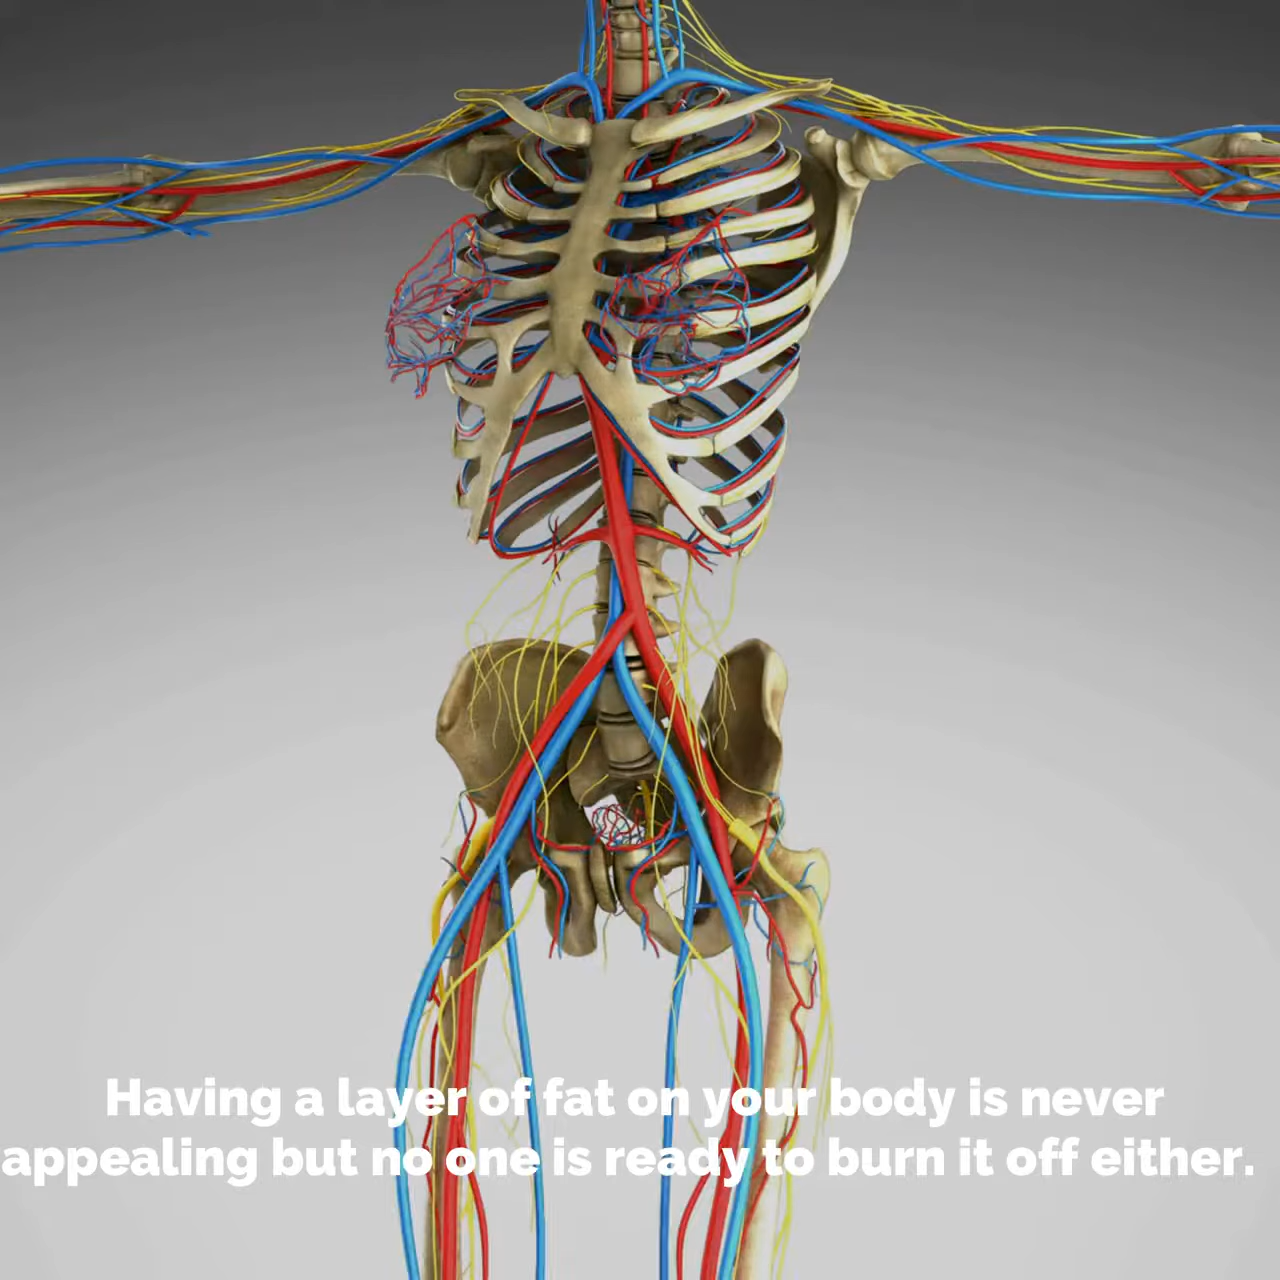 Having a layer of fat on your body is never
appealing but no one is ready to burn it off either.